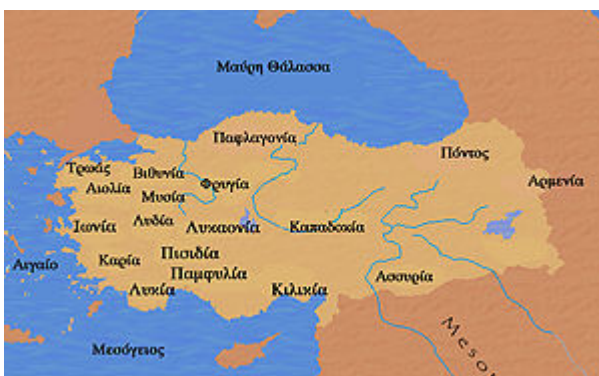 Μαύρη Θάλασσα
Παφλαγονία
Πόντος
Τρωάς
Βιθυνία
Φρυγία
Αρμενία
Αιολία
Μυσία
Ιωνία
Λυδία
Λυκαονία
Καπαδοκία
Αιγαίο
Καρία
Πισιδία
Παμφυλία
Ασσυρία
Λυκία
Κιλικία
Μεσόγειος